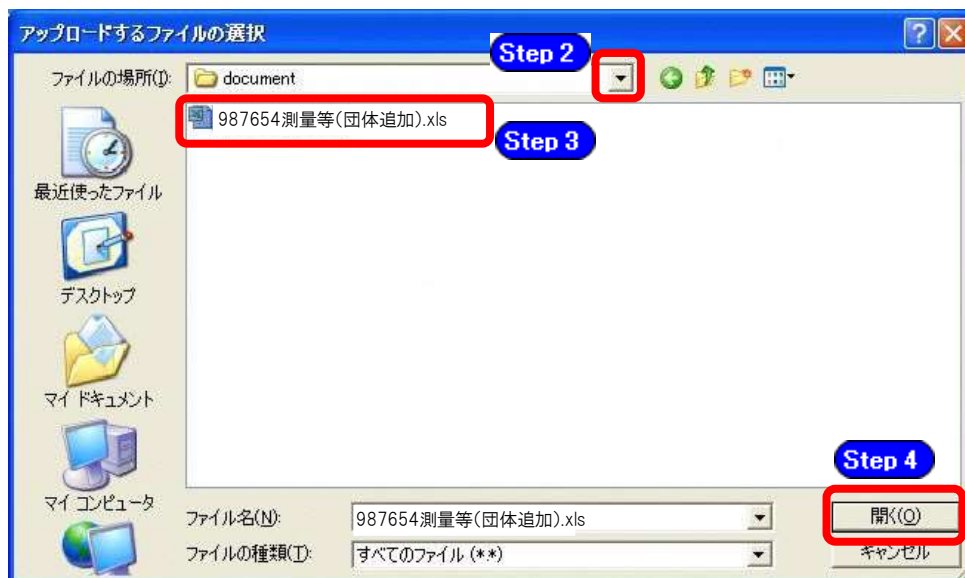 アップロードするファイルの選択
Step 2
ファイルの場所(I):
document
987654測量等(団体追加).xls
Step 3
最近使ったファイル
デスクトップ
マイ ドキュメント
マイ コンピュータ
Step 4
ファイル名(N):
987654測量等(団体追加).xls
開く(O)
ファイルの種類(T):
すべてのファイル (*.*)
キャンセル